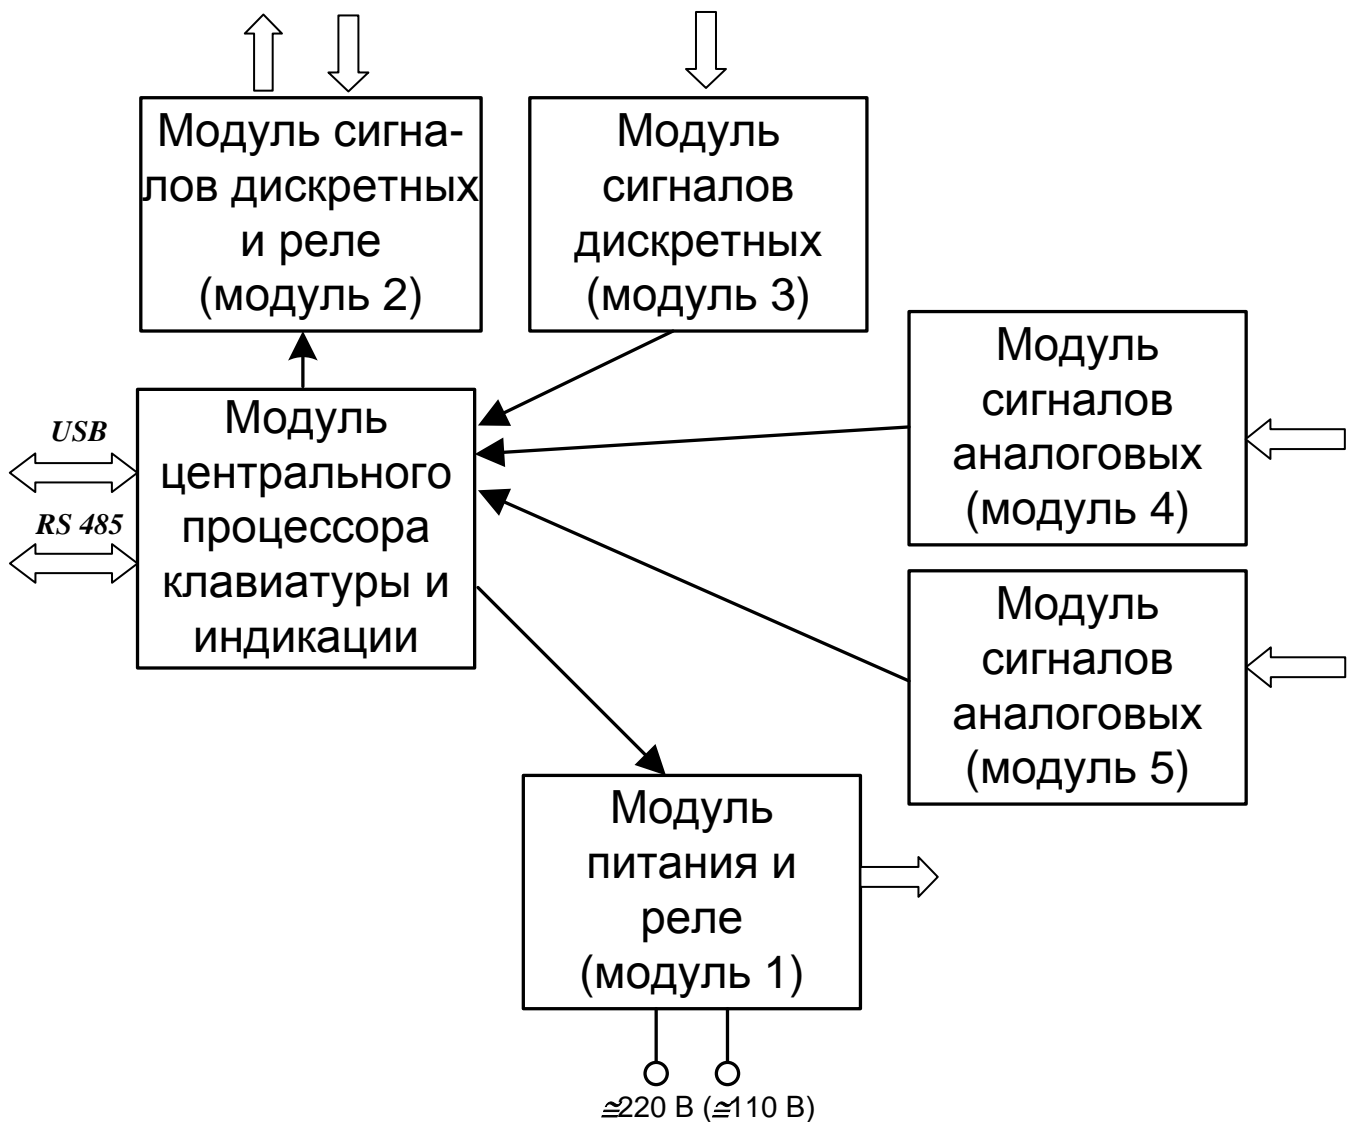 Модуль сигна-
лов дискретных
и реле
(модуль 2)
Модуль
сигналов
дискретных
(модуль 3)
Модуль
сигналов
аналоговых
(модуль 4)
USB
RS 485
Модуль
центрального
процессора
клавиатуры и
индикации
Модуль
сигналов
аналоговых
(модуль 5)
Модуль
питания и
реле
(модуль 1)
≅220 В (≅110 В)